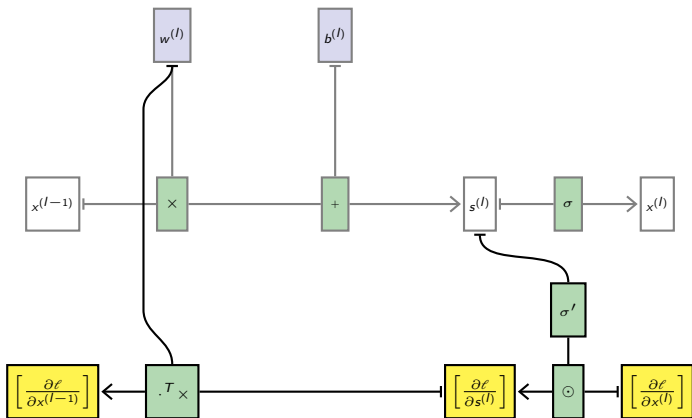 w^{(l)} b^{(l)}
x^{(l-1)} × + s^{(l)} σ x^{(l)}
σ′
[∂ℓ/∂x^{(l-1)}] ·^T × [∂ℓ/∂s^{(l)}] ⊙ [∂ℓ/∂x^{(l)}]